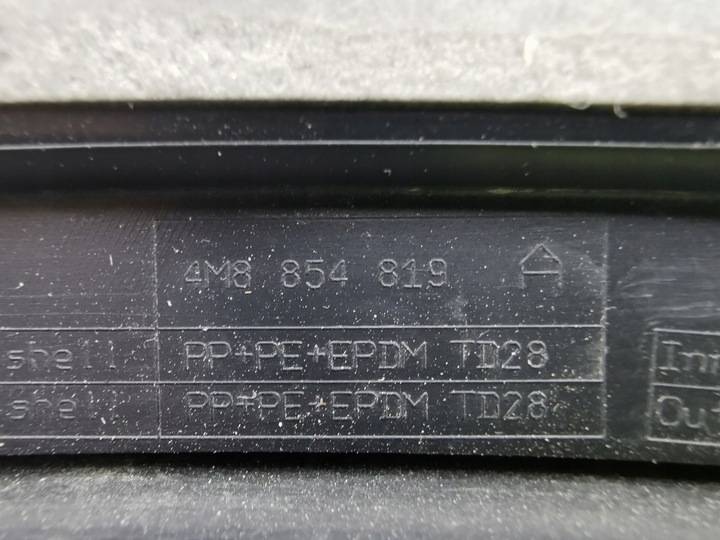 4M8 854 819 A
shell PP+PE+EPDM TD28 Inn
shell PP+PE+EPDM TD28 Out